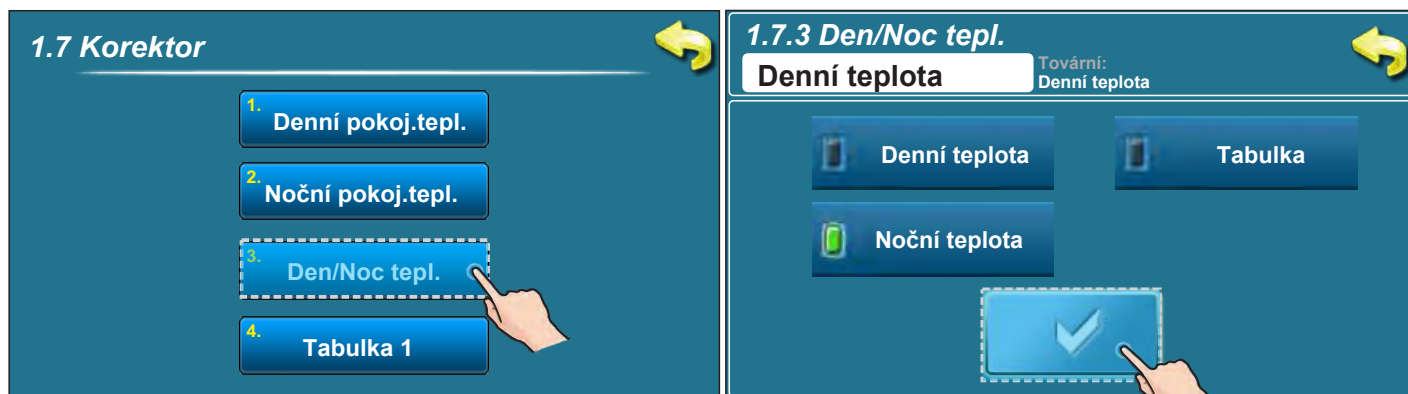 1.7 Korektor
1.
Denní pokoj.tepl.
2.
Noční pokoj.tepl.
3.
Den/Noc tepl.
4.
Tabulka 1
1.7.3 Den/Noc tepl.
Denní teplota
Tovární:
Denní teplota
Denní teplota
Tabulka
Noční teplota